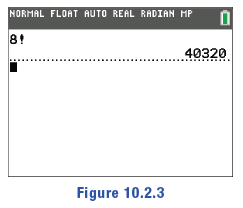 NORMAL FLOAT AUTO REAL RADIAN MP
8!
40320
Figure 10.2.3